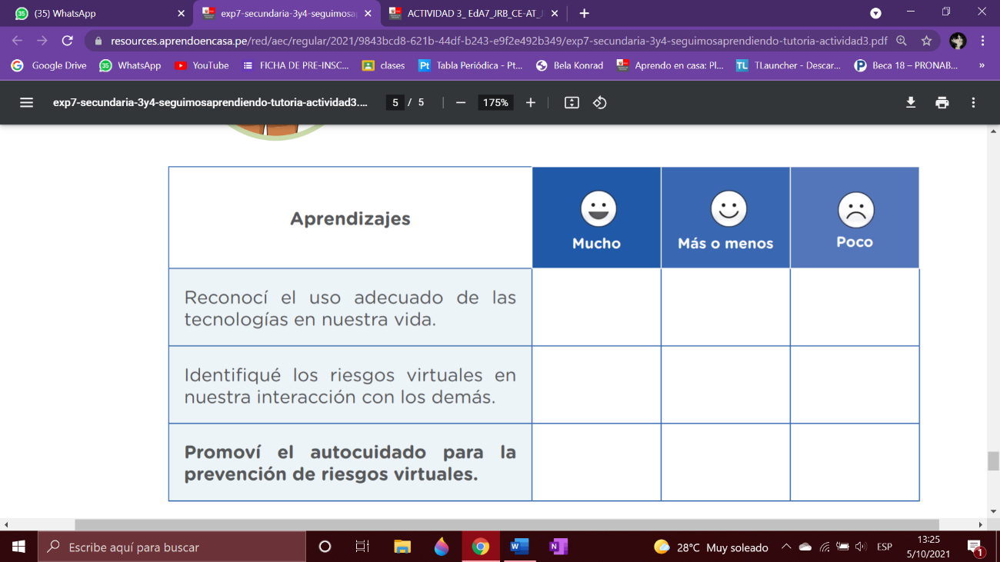 (35) WhatsApp
exp7-secundaria-3y4-seguimosap
ACTIVIDAD 3_ EdA7_JRB_CE-AT_J
resources.aprendoencasa.pe/red/aec/regular/2021/9843bcd8-621b-44df-b243-e9f2e492b349/exp7-secundaria-3y4-seguimosaprendiendo-tutoria-actividad3.pdf
Google Drive
WhatsApp
YouTube
FICHA DE PRE-INSC...
clases
Tabla Periódica - Pt...
Bela Konrad
Aprendo en casa: Pl...
TLauncher - Descar...
Beca 18 – PRONAB...
»
exp7-secundaria-3y4-seguimosaprendiendo-tutoria-actividad3....
5 / 5
175%
Aprendizajes
Mucho
Más o menos
Poco
Reconocí el uso adecuado de las
tecnologías en nuestra vida.
Identifiqué los riesgos virtuales en
nuestra interacción con los demás.
Promoví el autocuidado para la
prevención de riesgos virtuales.
Escribe aquí para buscar
28°C Muy soleado
ESP
13:25
5/10/2021
1